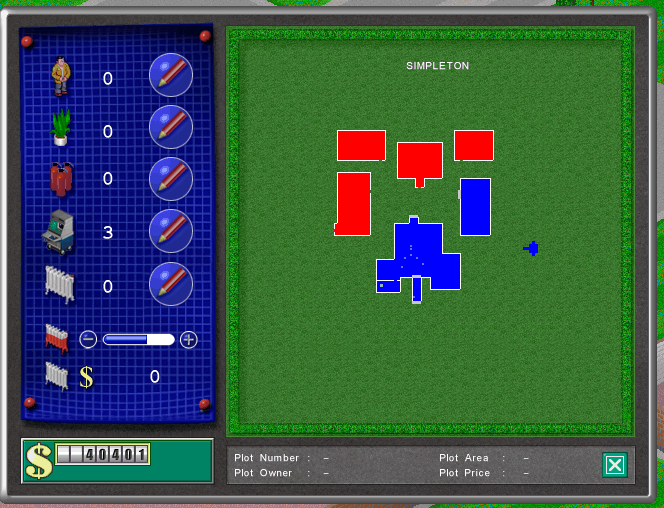 SIMPLETON
0
0
0
3
0
$ 0
$ 40401
Plot Number : – Plot Area : –
Plot Owner : – Plot Price : –